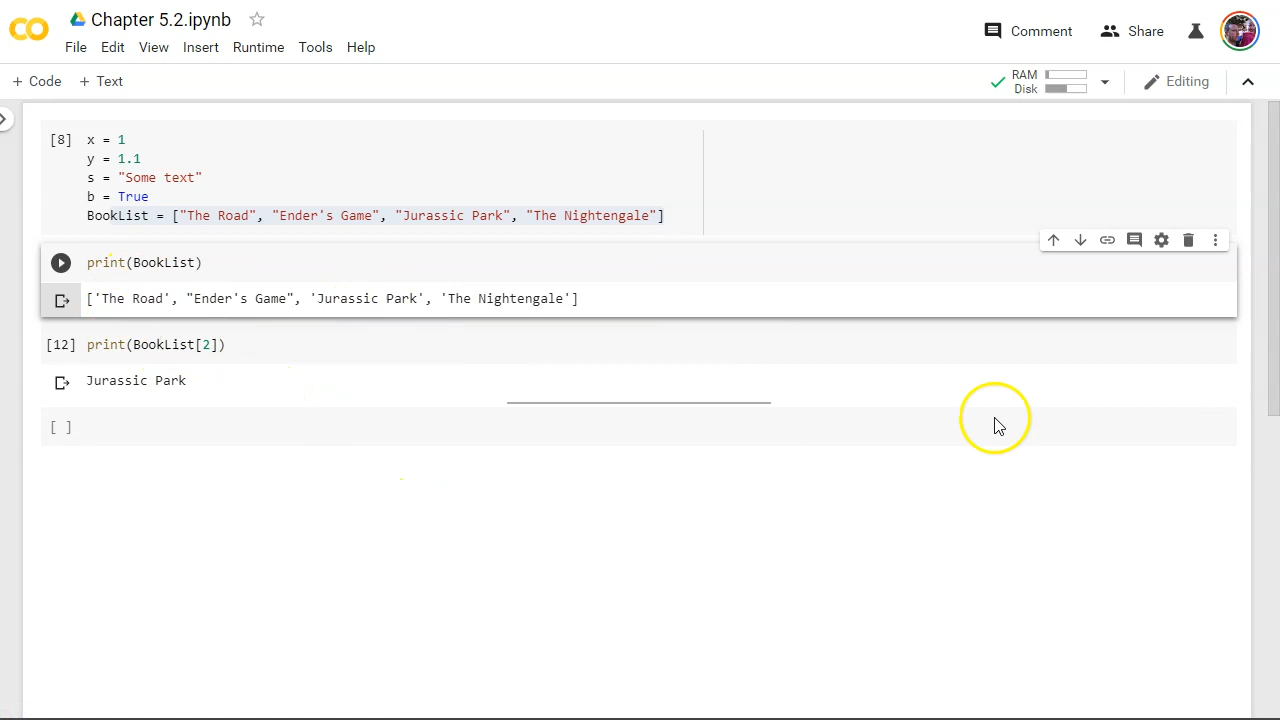 Chapter 5.2.ipynb
File Edit View Insert Runtime Tools Help
Comment Share
+ Code + Text
RAM
Disk
Editing
[8] x = 1
y = 1.1
s = "Some text"
b = True
BookList = ["The Road", "Ender's Game", "Jurassic Park", "The Nightengale"]
print(BookList)
['The Road', "Ender's Game", 'Jurassic Park', 'The Nightengale']
[12] print(BookList[2])
Jurassic Park
[ ]